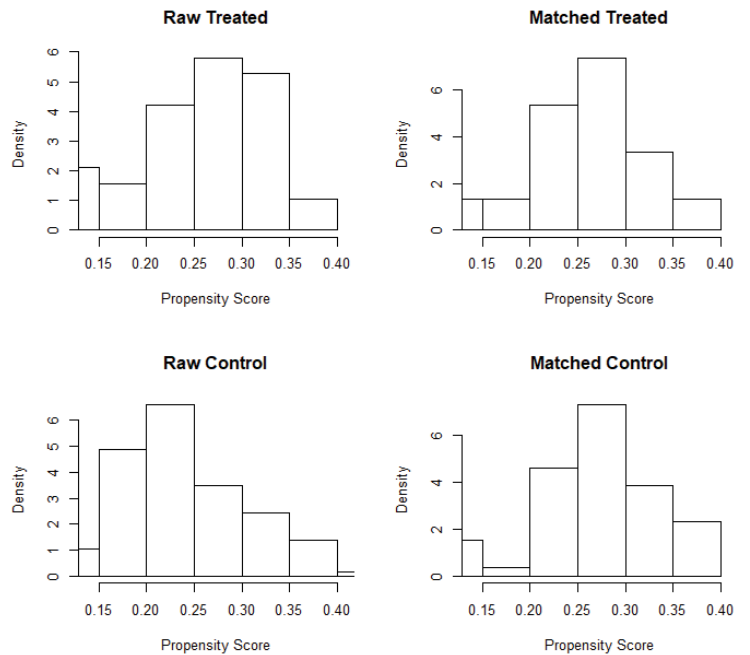 Raw Treated
Density
0 1 2 3 4 5 6
0.15 0.20 0.25 0.30 0.35 0.40
Propensity Score
Matched Treated
Density
0 2 4 6
0.15 0.20 0.25 0.30 0.35 0.40
Propensity Score
Raw Control
Density
0 1 2 3 4 5 6
0.15 0.20 0.25 0.30 0.35 0.40
Propensity Score
Matched Control
Density
0 2 4 6
0.15 0.20 0.25 0.30 0.35 0.40
Propensity Score